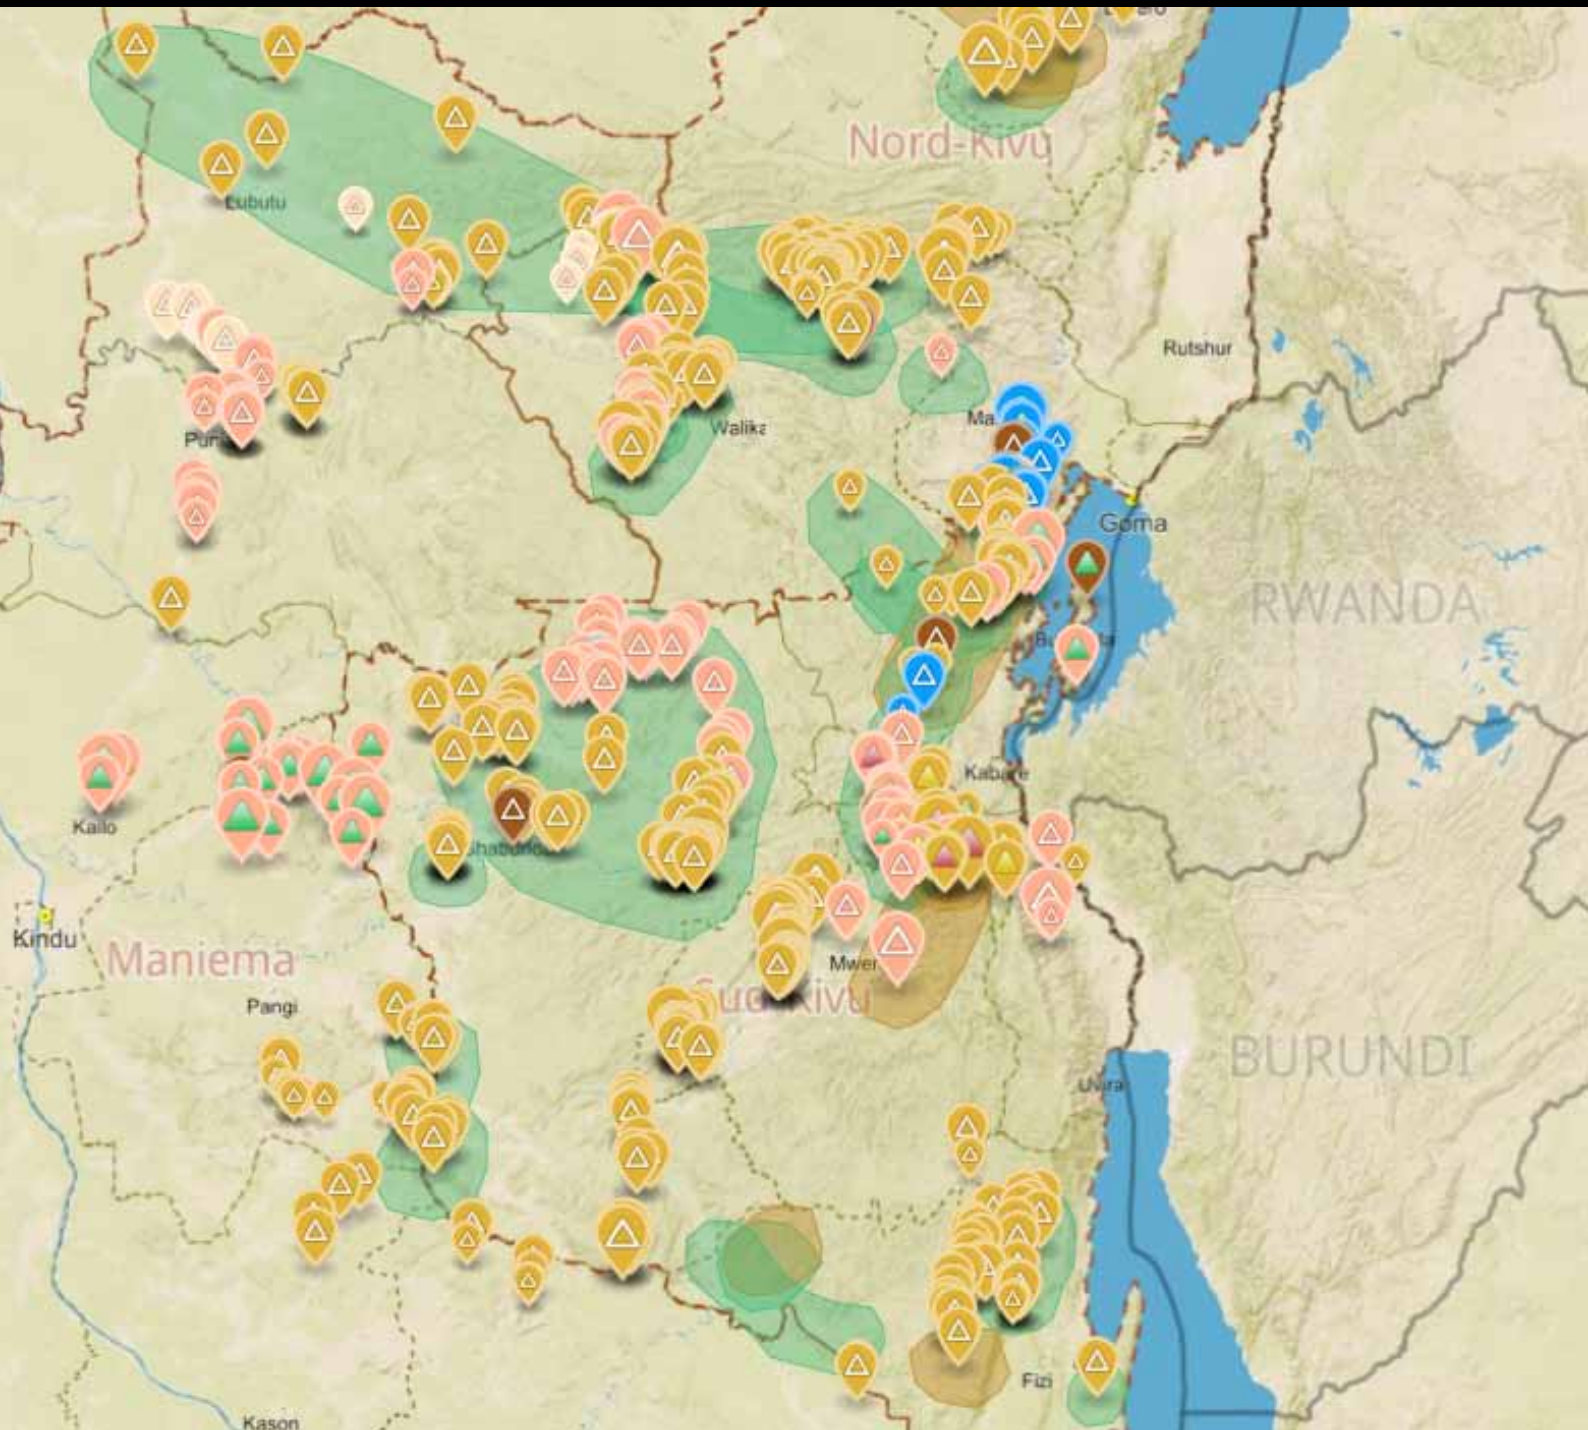 Nord-Kivu
Lubutu
Rutshur
Ma
Walika
Goma
RWANDA
Kabare
Kailo
Kindu
Maniema
Mwen
Sud-Kivu
Pangi
BURUNDI
Uvira
Fizi
Kason